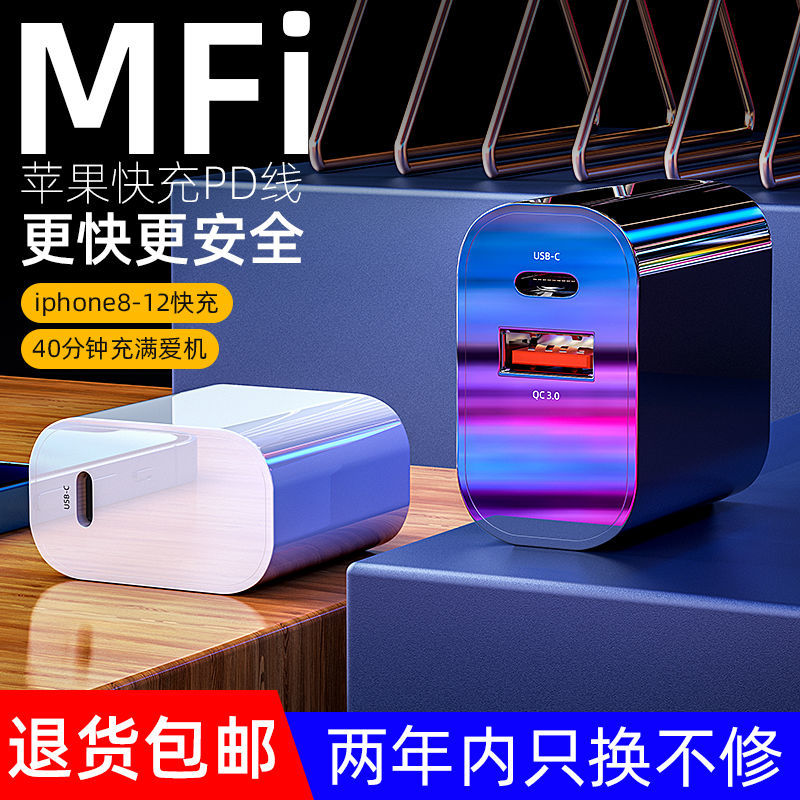 MFi
苹果快充PD线
更快更安全
iphone8-12快充
40分钟充满爱机
USB-C
QC 3.0
USB-C
退货包邮
两年内只换不修